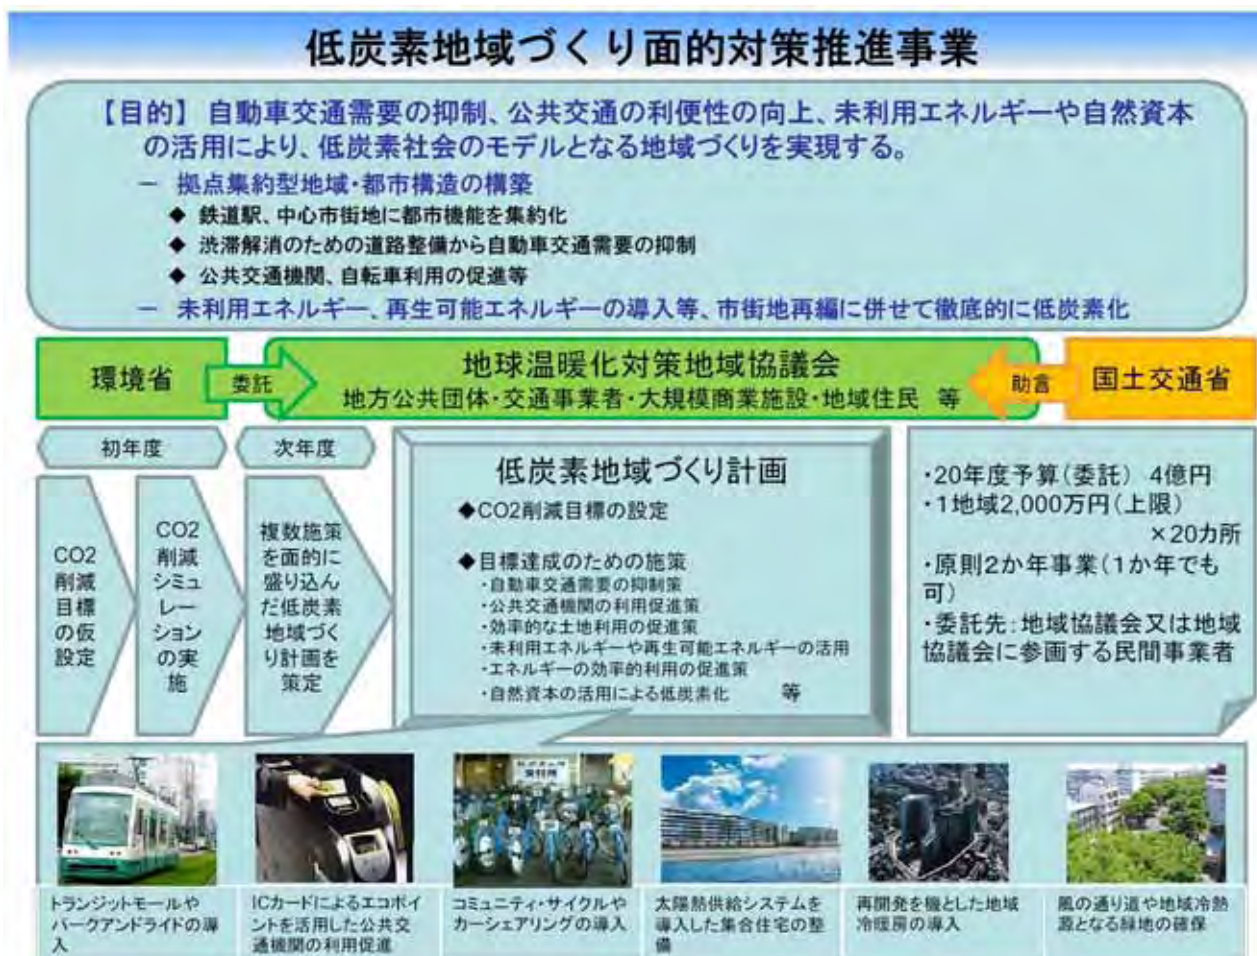 低炭素地域づくり面的対策推進事業
【目的】 自動車交通需要の抑制、公共交通の利便性の向上、未利用エネルギーや自然資本
の活用により、低炭素社会のモデルとなる地域づくりを実現する。
－ 拠点集約型地域・都市構造の構築
◆ 鉄道駅、中心市街地に都市機能を集約化
◆ 渋滞解消のための道路整備から自動車交通需要の抑制
◆ 公共交通機関、自転車利用の促進等
－ 未利用エネルギー、再生可能エネルギーの導入等、市街地再編に併せて徹底的に低炭素化
環境省
委託
地球温暖化対策地域協議会
地方公共団体・交通事業者・大規模商業施設・地域住民 等
助言
国土交通省
初年度
次年度
CO2
削減
目標
の仮
設定
CO2
削減
シミュ
レー
ション
の実
施
複数施策
を面的に
盛り込ん
だ低炭素
地域づく
り計画を
策定
低炭素地域づくり計画
◆CO2削減目標の設定
◆目標達成のための施策
・自動車交通需要の抑制策
・公共交通機関の利用促進策
・効率的な土地利用の促進策
・未利用エネルギーや再生可能エネルギーの活用
・エネルギーの効率的利用の促進策
・自然資本の活用による低炭素化 等
・20年度予算(委託) 4億円
・1地域2,000万円(上限)
×20カ所
・原則2か年事業(1か年でも
可)
・委託先:地域協議会又は地域
協議会に参画する民間事業者
トランジットモールや
パークアンドライドの導
入
ICカードによるエコポイ
ントを活用した公共交
通機関の利用促進
コミュニティ・サイクルや
カーシェアリングの導入
太陽熱供給システムを
導入した集合住宅の整
備
再開発を機とした地域
冷暖房の導入
風の通り道や地域冷熱
源となる緑地の確保